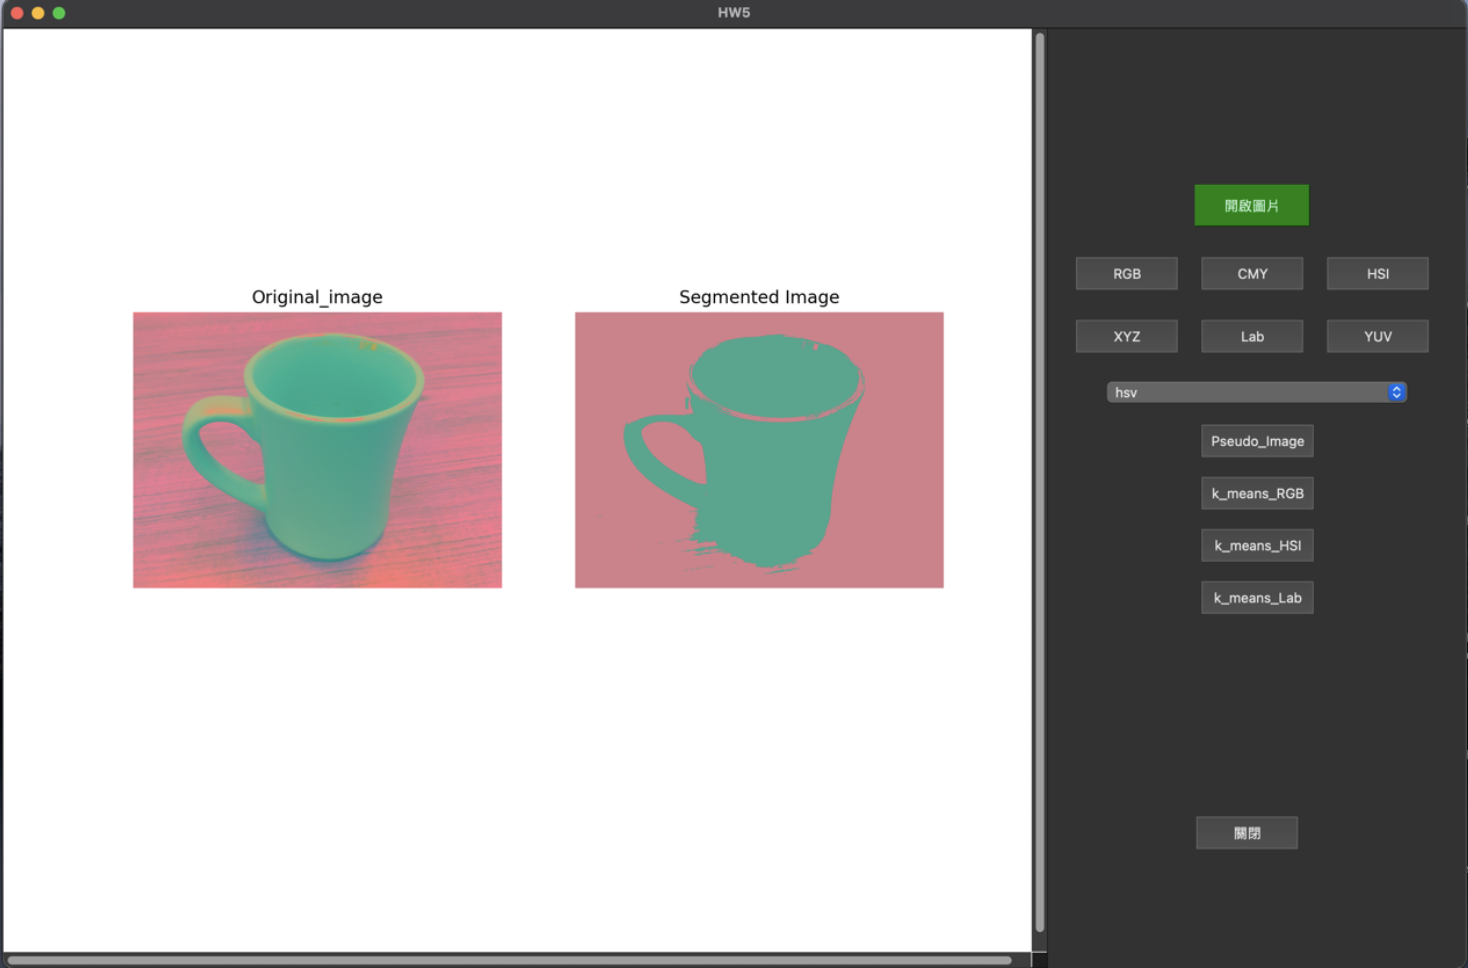 HW5
Original_image
Segmented Image
開啟圖片
RGB
CMY
HSI
XYZ
Lab
YUV
hsv
Pseudo_Image
k_means_RGB
k_means_HSI
k_means_Lab
關閉